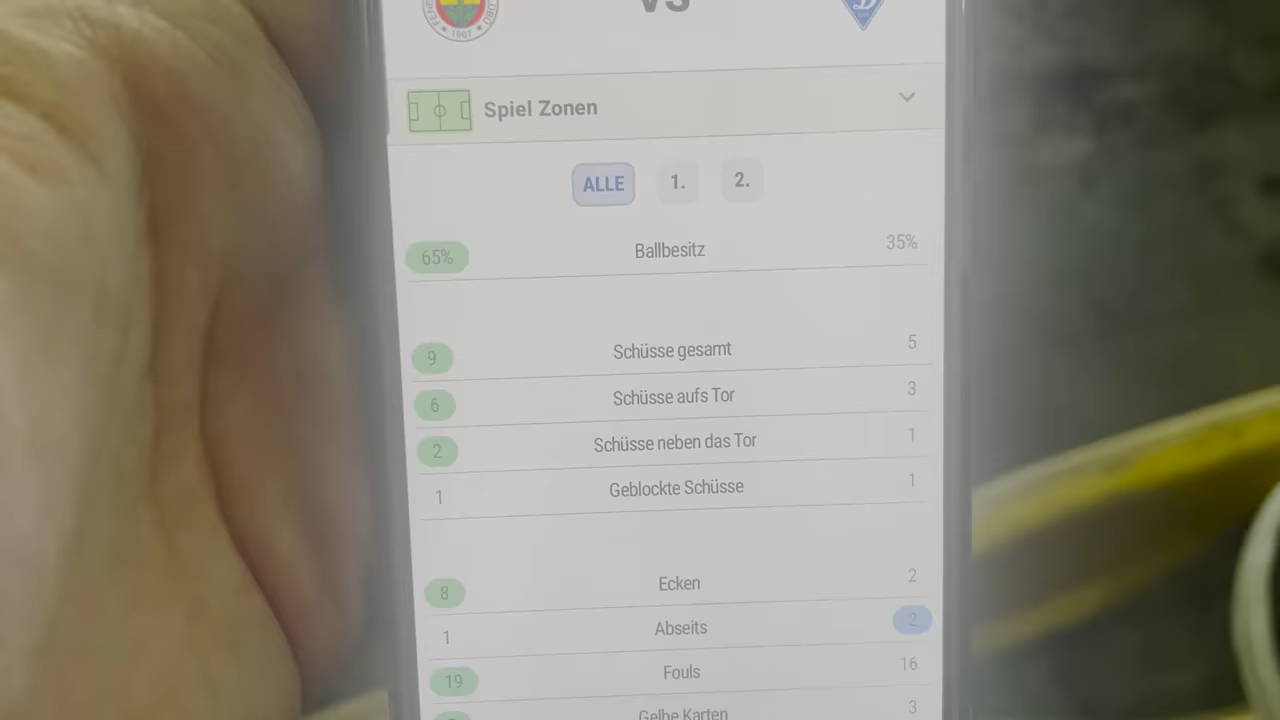 VS
1907
Spiel Zonen
ALLE 1. 2.
65% Ballbesitz 35%
9 Schüsse gesamt 5
6 Schüsse aufs Tor 3
2 Schüsse neben das Tor 1
1 Geblockte Schüsse 1
8 Ecken 2
1 Abseits 2
19 Fouls 16
Gelbe Karten 3